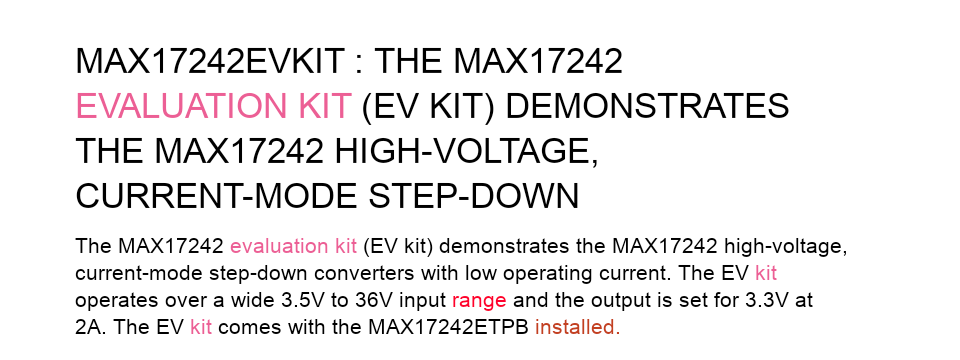 MAX17242EVKIT : THE MAX17242
EVALUATION KIT (EV KIT) DEMONSTRATES
THE MAX17242 HIGH-VOLTAGE,
CURRENT-MODE STEP-DOWN
The MAX17242 evaluation kit (EV kit) demonstrates the MAX17242 high-voltage,
current-mode step-down converters with low operating current. The EV kit
operates over a wide 3.5V to 36V input range and the output is set for 3.3V at
2A. The EV kit comes with the MAX17242ETPB installed.